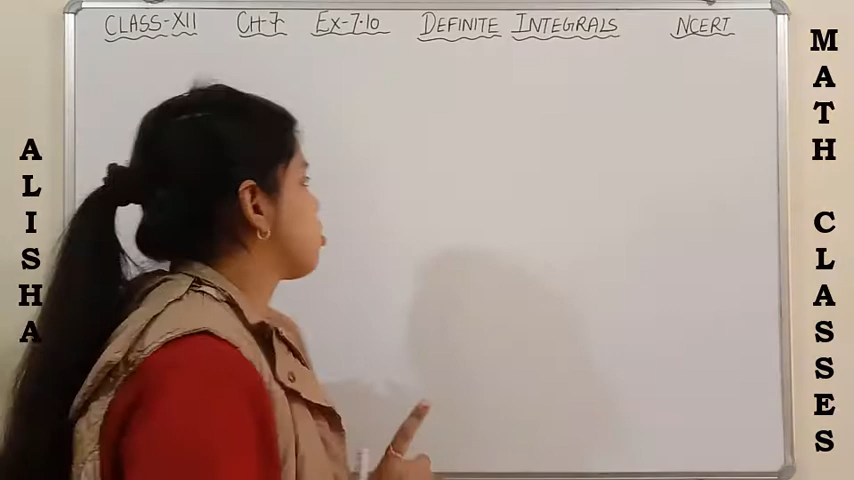 CLASS-XII CH-7 EX-7.10 DEFINITE INTEGRALS NCERT
ALISHA
MATH CLASSES